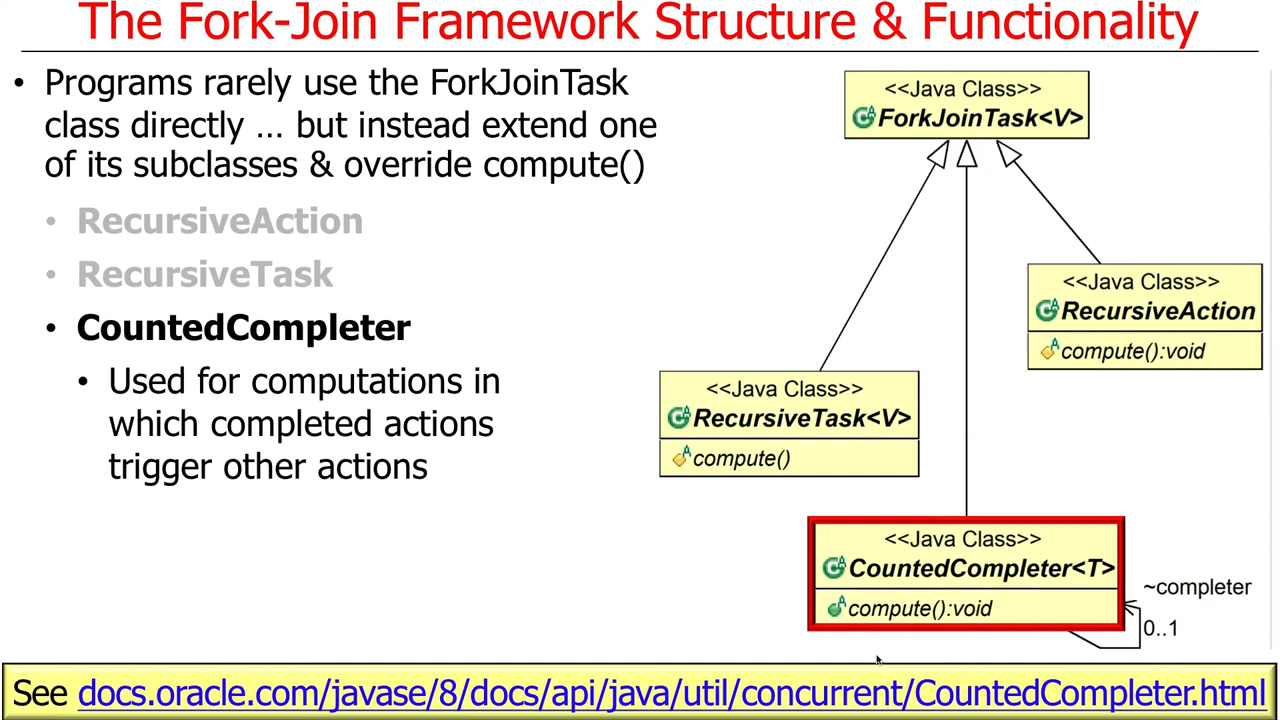 The Fork-Join Framework Structure & Functionality
• Programs rarely use the ForkJoinTask
class directly … but instead extend one
of its subclasses & override compute()
• RecursiveAction
• RecursiveTask
• CountedCompleter
• Used for computations in
which completed actions
trigger other actions
<<Java Class>>
ForkJoinTask<V>
<<Java Class>>
RecursiveAction
compute():void
<<Java Class>>
RecursiveTask<V>
compute()
<<Java Class>>
CountedCompleter<T>
compute():void
~completer
0..1
See docs.oracle.com/javase/8/docs/api/java/util/concurrent/CountedCompleter.html